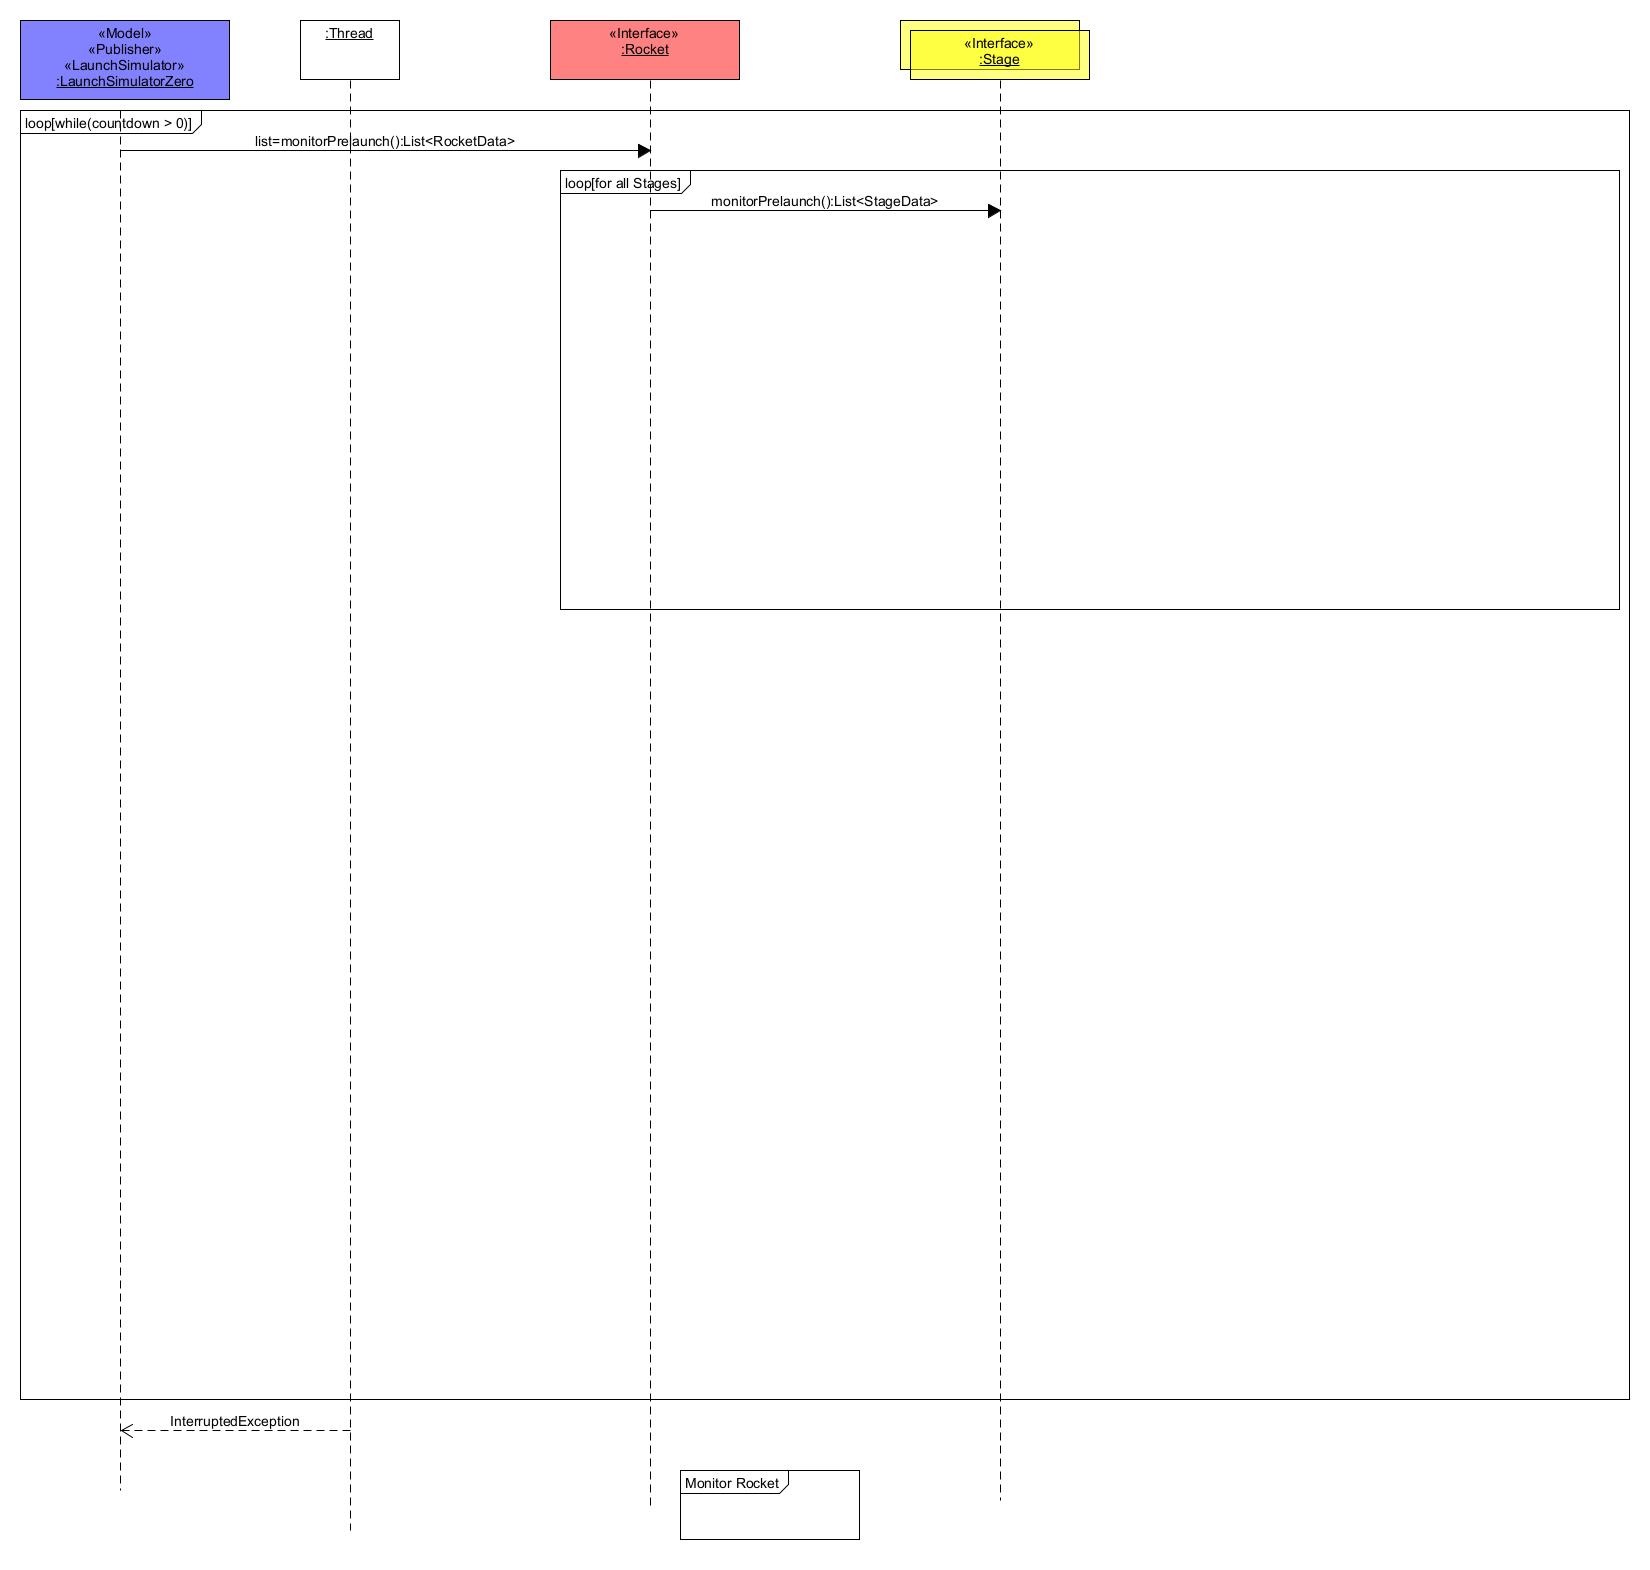 «Model»
«Publisher»
«LaunchSimulator»
:LaunchSimulatorZero
:Thread
«Interface»
:Rocket
«Interface»
:Stage
loop[while(countdown > 0)]
list=monitorPrelaunch():List<RocketData>
loop[for all Stages]
monitorPrelaunch():List<StageData>
InterruptedException
Monitor Rocket